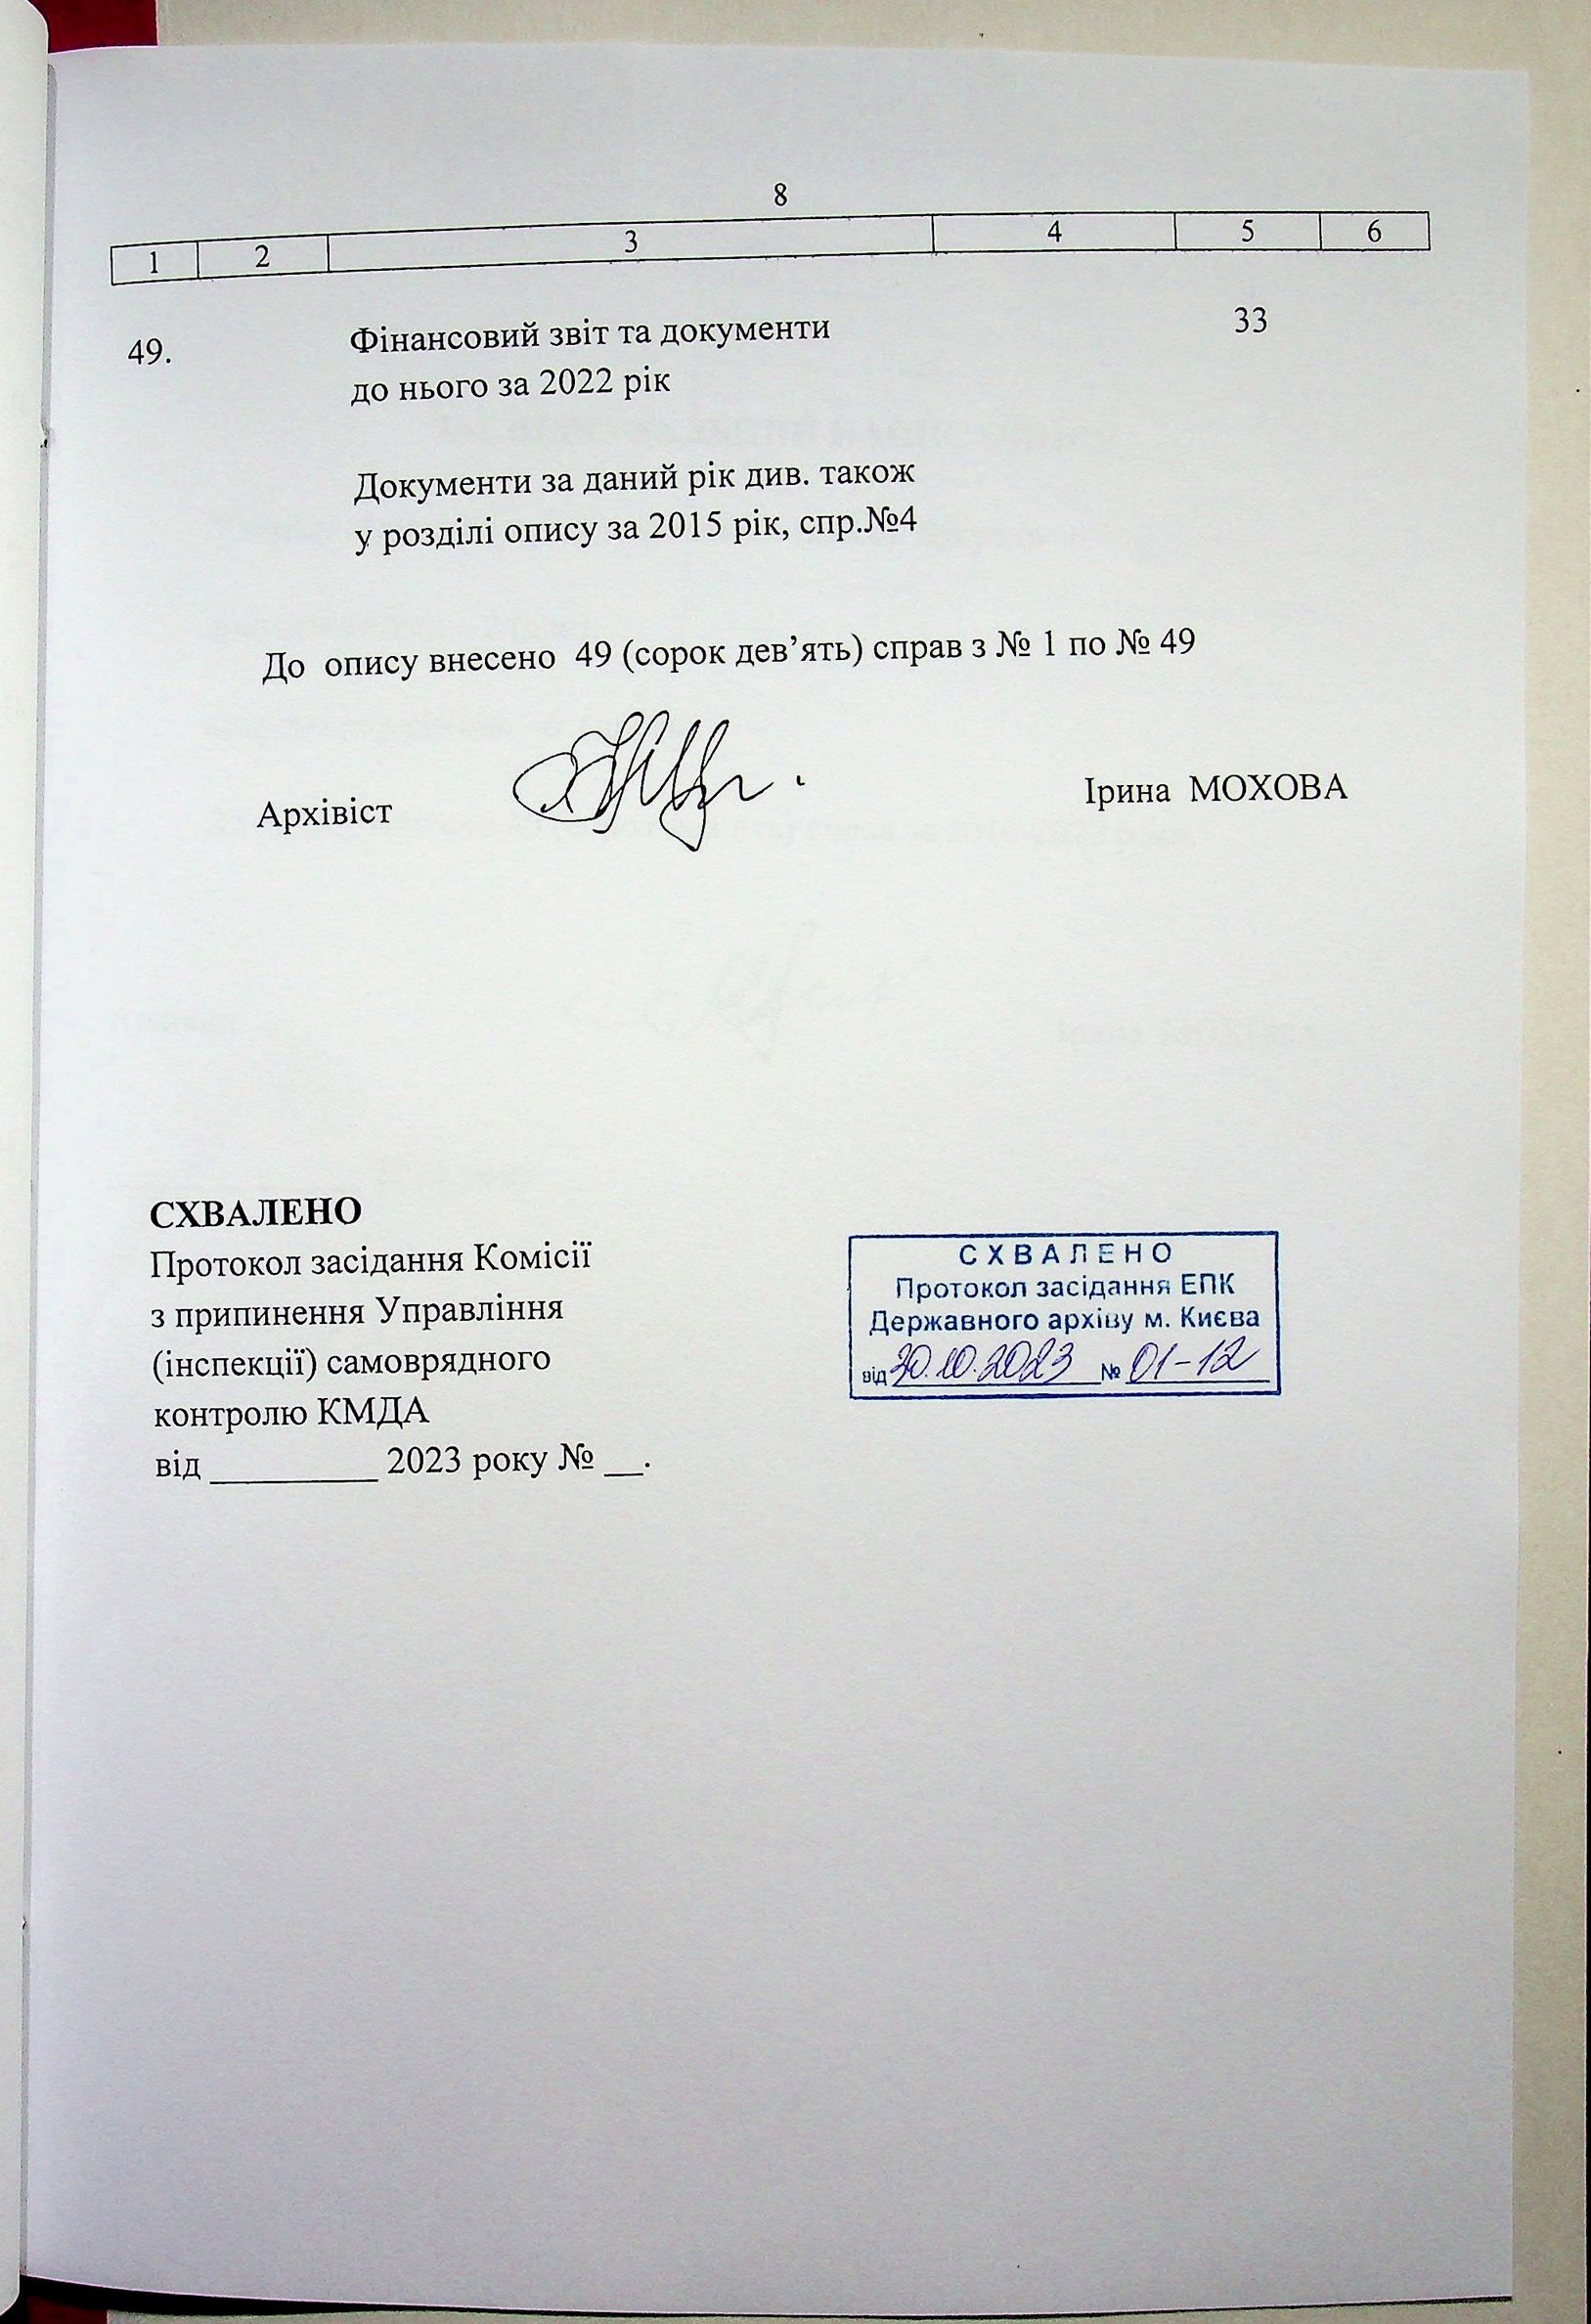 8
1 2 3 4 5 6
49. Фінансовий звіт та документи 33
до нього за 2022 рік
Документи за даний рік див. також
у розділі опису за 2015 рік, спр.№4
До опису внесено 49 (сорок дев’ять) справ з № 1 по № 49
Архівіст Ірина МОХОВА
СХВАЛЕНО
Протокол засідання Комісії
з припинення Управління
(інспекції) самоврядного
контролю КМДА
від __________ 2023 року № __.
СХВАЛЕНО
Протокол засідання ЕПК
Державного архіву м. Києва
від 30.10.2023 № 01-12